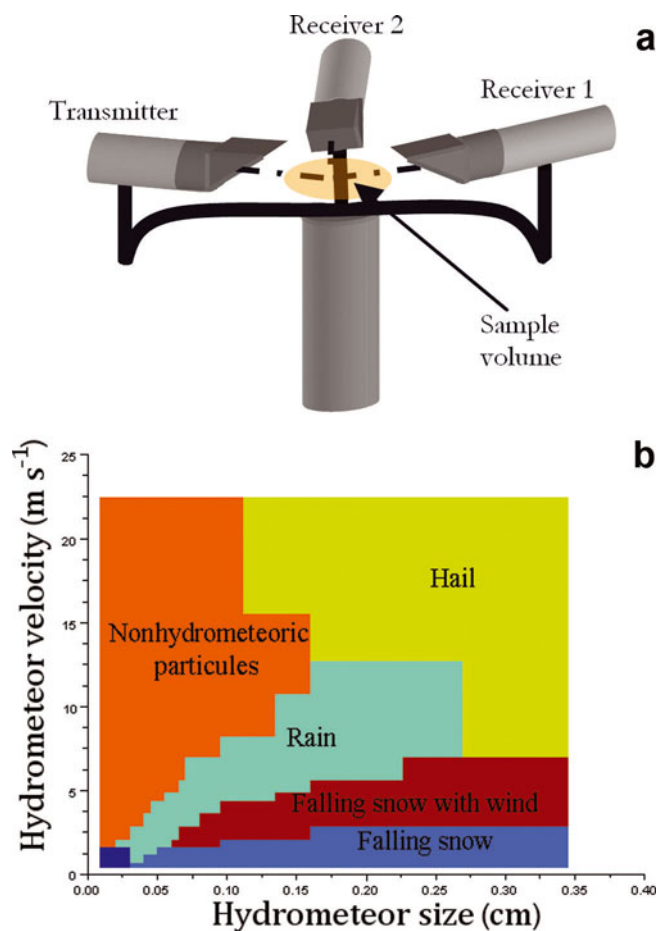 Receiver 2
a
Transmitter
Receiver 1
Sample
volume
b
Hydrometeor velocity (m s⁻¹)
25
20
15
10
5
0
Hail
Nonhydrometeoric
particules
Rain
Falling snow with wind
Falling snow
0.00 0.05 0.10 0.15 0.20 0.25 0.30 0.35 0.40
Hydrometeor size (cm)